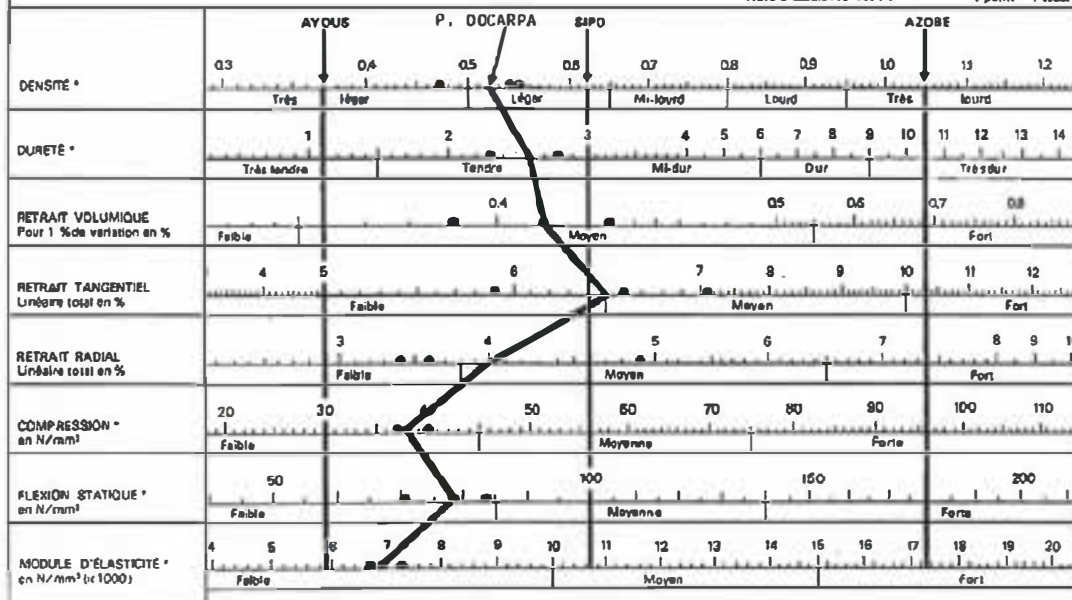 AYOUS P. DOCARPA SIPO AZOBE
DENSITÉ *
0.3 0.4 0.5 0.6 0.7 0.8 0.9 1.0 1.1 1.2
Très léger Léger Mi-lourd Lourd Très lourd
DURETÉ *
1 2 3 4 5 6 7 8 9 10 11 12 13 14
Très tendre Tendre Mi-dur Dur Très dur
RETRAIT VOLUMIQUE
Pour 1 % de variation en %
0.4 0.5 0.6 0.7 0.8
Faible Moyen Fort
RETRAIT TANGENTIEL
Linéaire total en %
4 5 6 7 8 9 10 11 12
Faible Moyen Fort
RETRAIT RADIAL
Linéaire total en %
3 4 5 6 7 8 9
Faible Moyen Fort
COMPRESSION *
en N/mm²
20 30 50 60 70 80 90 100 110
Faible Moyenne Forte
FLEXION STATIQUE *
en N/mm²
50 100 150 200
Faible Moyenne Forte
MODULE D'ÉLASTICITÉ *
en N/mm² (x 1000)
4 5 6 7 8 9 10 11 12 13 14 15 16 17 18 19 20
Faible Moyen Fort